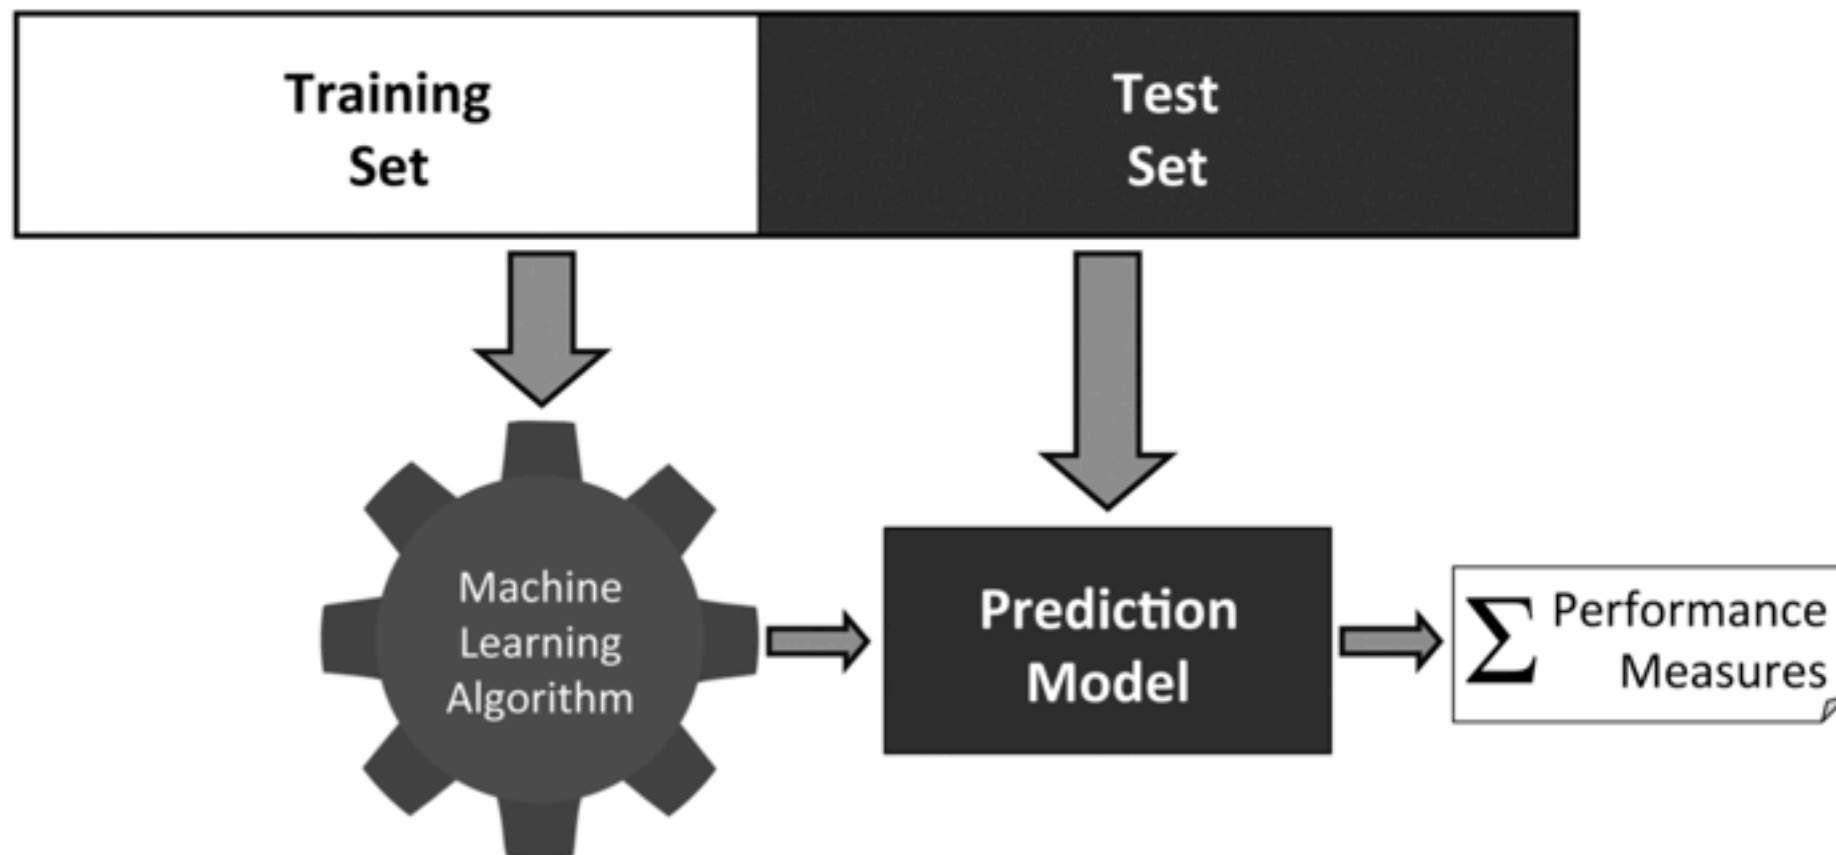 Training
Set
Test
Set
Machine
Learning
Algorithm
Prediction
Model
Σ Performance
Measures